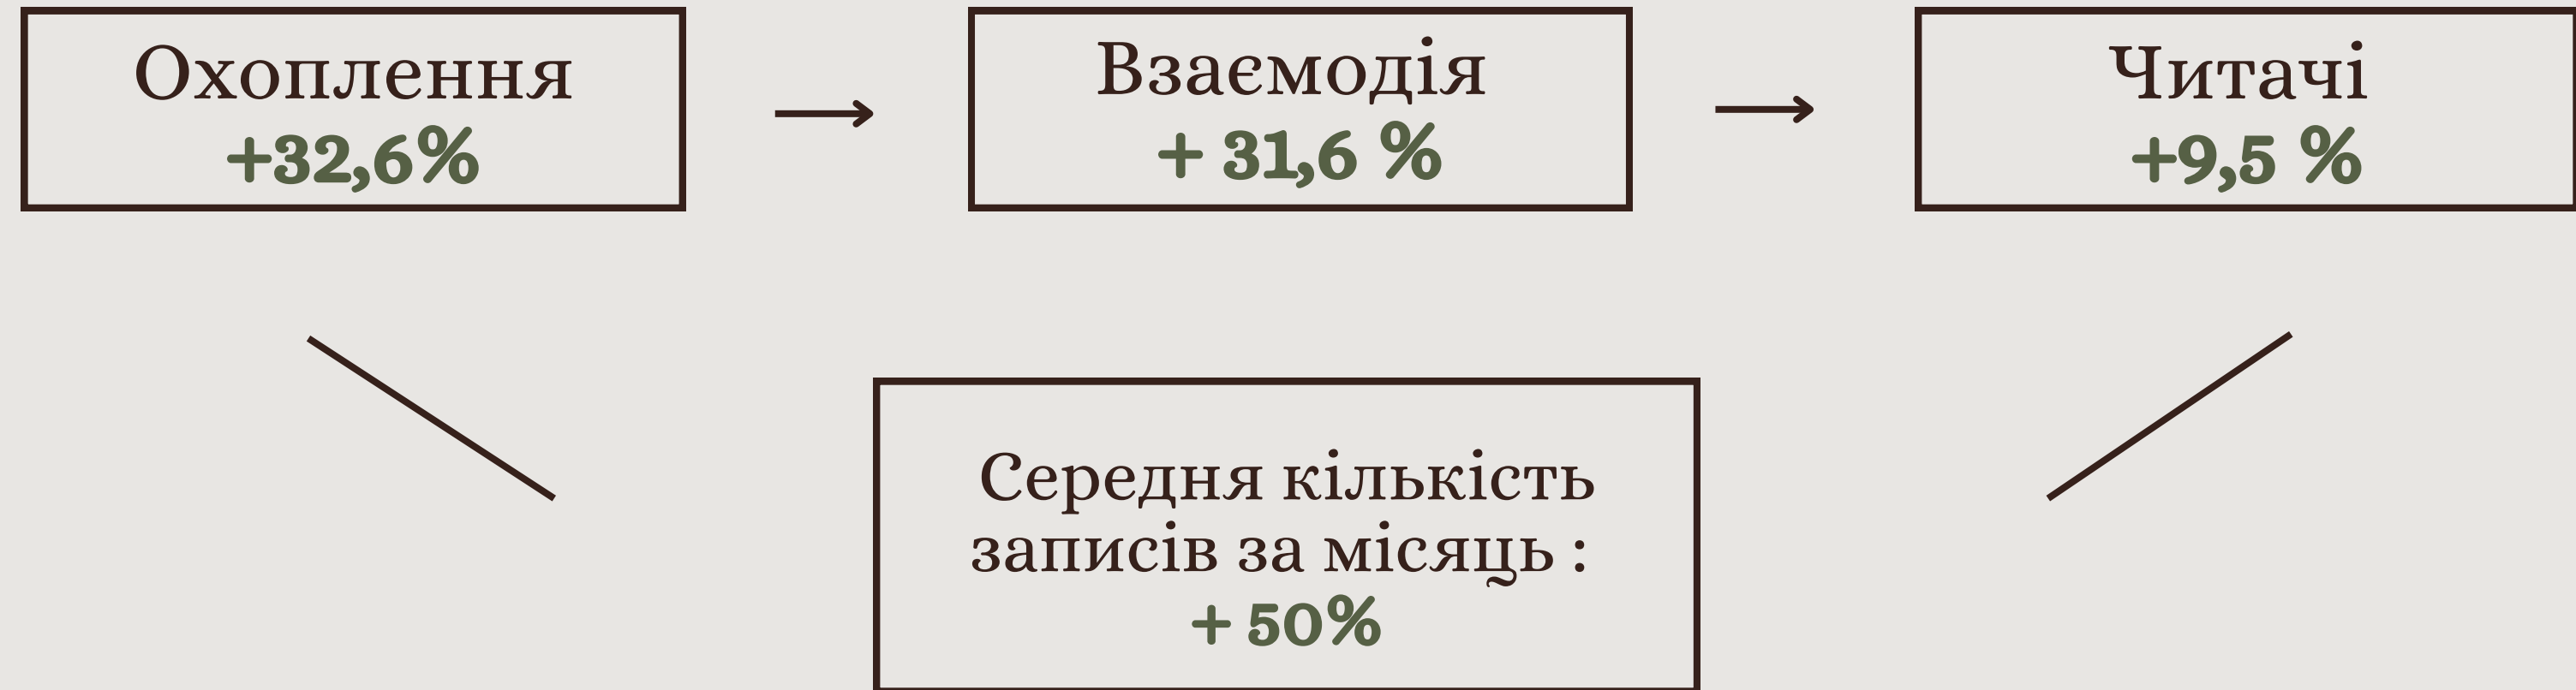 Охоплення
+32,6%
Взаємодія
+ 31,6 %
Читачі
+9,5 %
Середня кількість
записів за місяць :
+ 50%